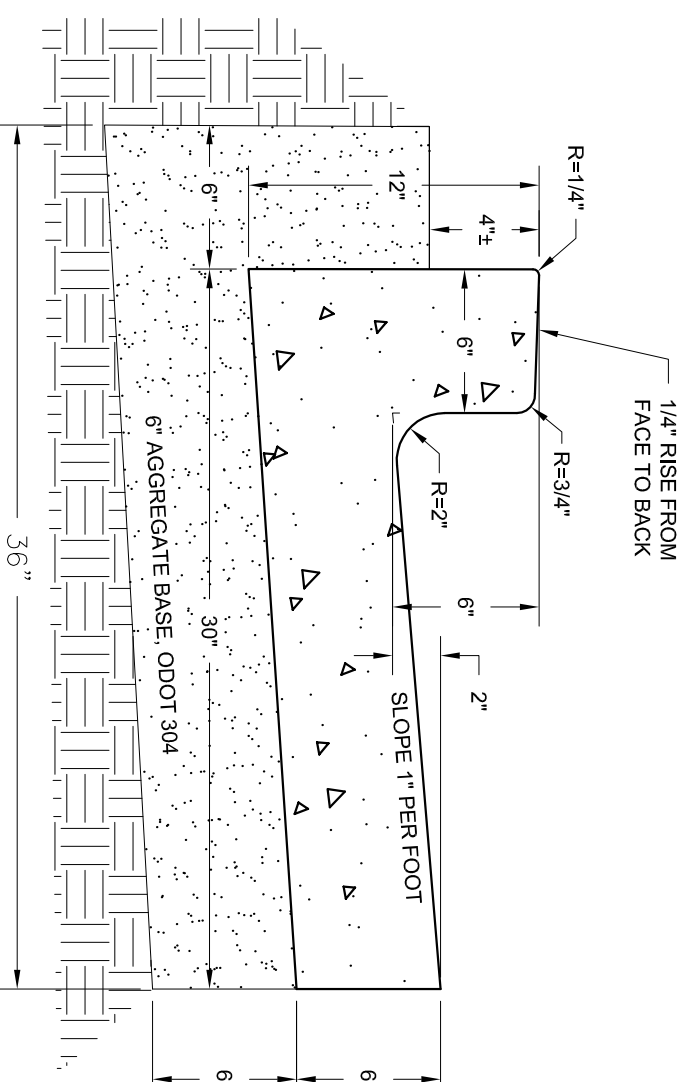 1/4" RISE FROM
FACE TO BACK
R=1/4"
R=3/4"
4"±
12"
6"
6"
6"
R=2"
2"
SLOPE 1" PER FOOT
30"
6" AGGREGATE BASE, ODOT 304
36"
6
6